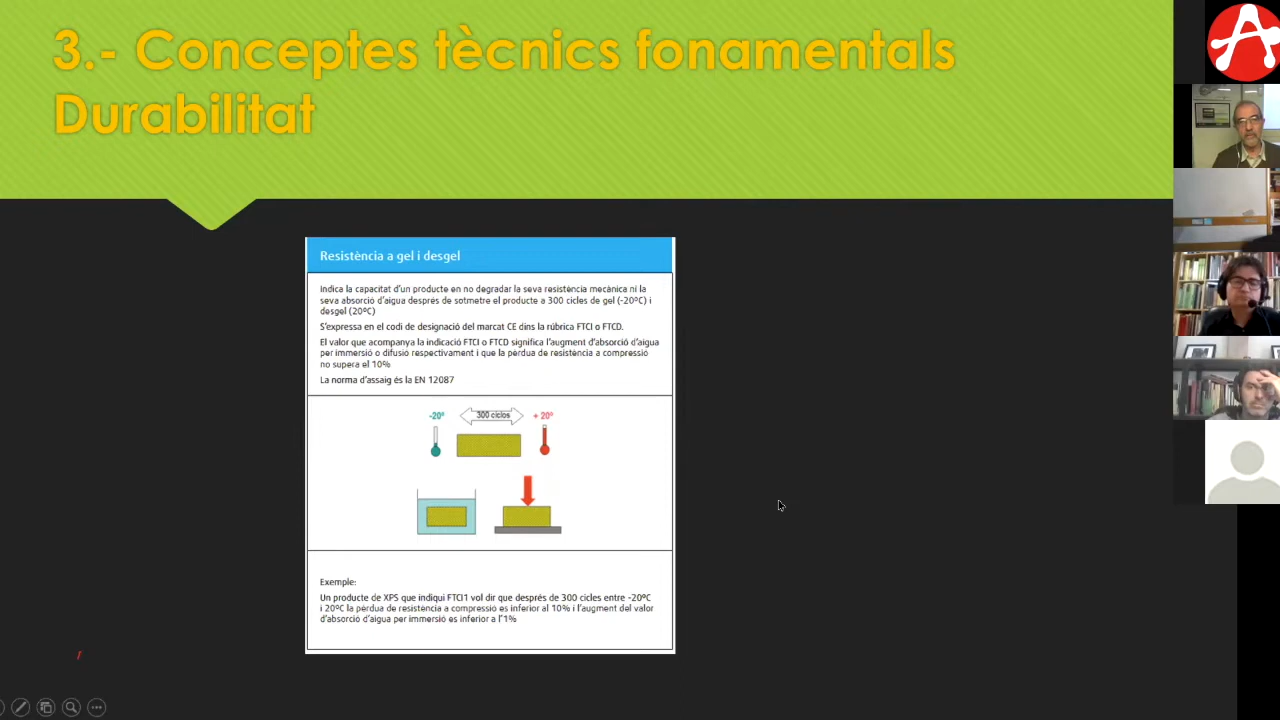 3.- Conceptes tècnics fonamentals
Durabilitat
Resistència a gel i desgel
Indica la capacitat d'un producte en no degradar la seva resistència mecànica ni la
seva absorció d'aigua després de sotmetre el producte a 300 cicles de gel (-20ºC) i
desgel (20ºC)
S'expressa en el codi de designació del marcat CE dins la rúbrica FTCI o FTCD.
El valor que acompanya la indicació FTCI o FTCD significa l'augment d'absorció d'aigua
per immersió o difusió respectivament i que la pèrdua de resistència a compressió
no supera el 10%
La norma d'assaig és la EN 12087
-20º
300 ciclos
+ 20º
Exemple:
Un producte de XPS que indiqui FTCI1 vol dir que després de 300 cicles entre -20ºC
i 20ºC la pèrdua de resistència a compressió es inferior al 10% i l'augment del valor
d'absorció d'aigua per immersió es inferior a l'1%